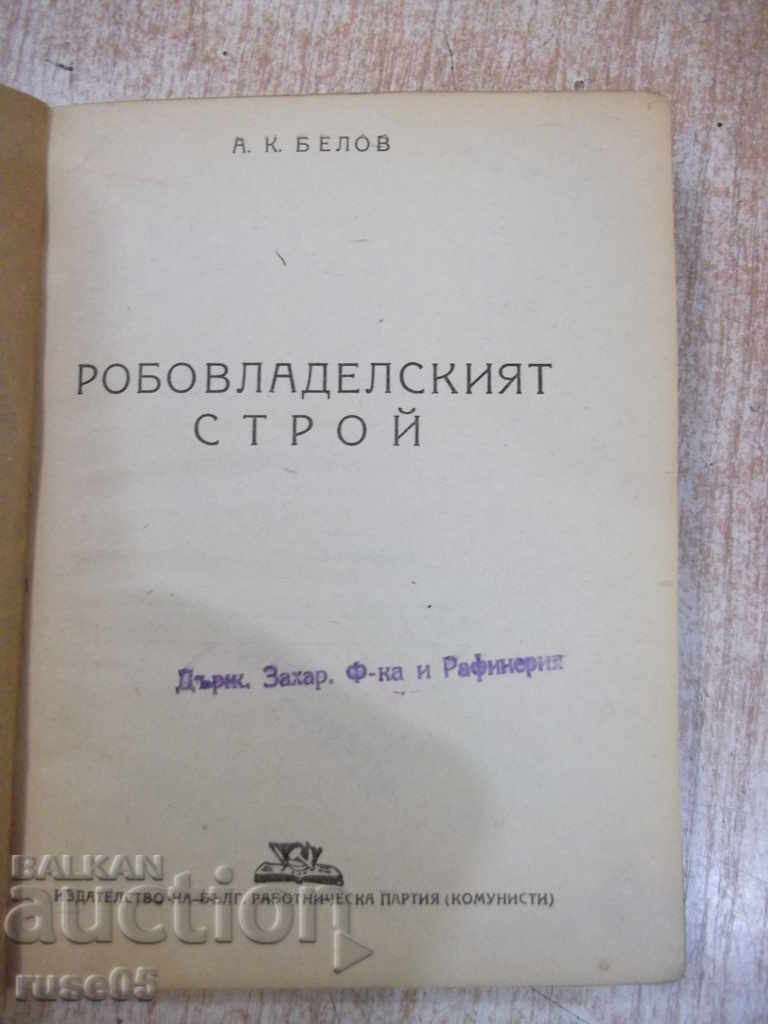 А. К. БЕЛОВ
РОБОВЛАДЕЛСКИЯТ
СТРОЙ
Държ. Захар. Ф-ка и Рафинерия
ИЗДАТЕЛСТВО НА БЪЛГ. РАБОТНИЧЕСКА ПАРТИЯ (КОМУНИСТИ)
BALKAN
auction
ruse05